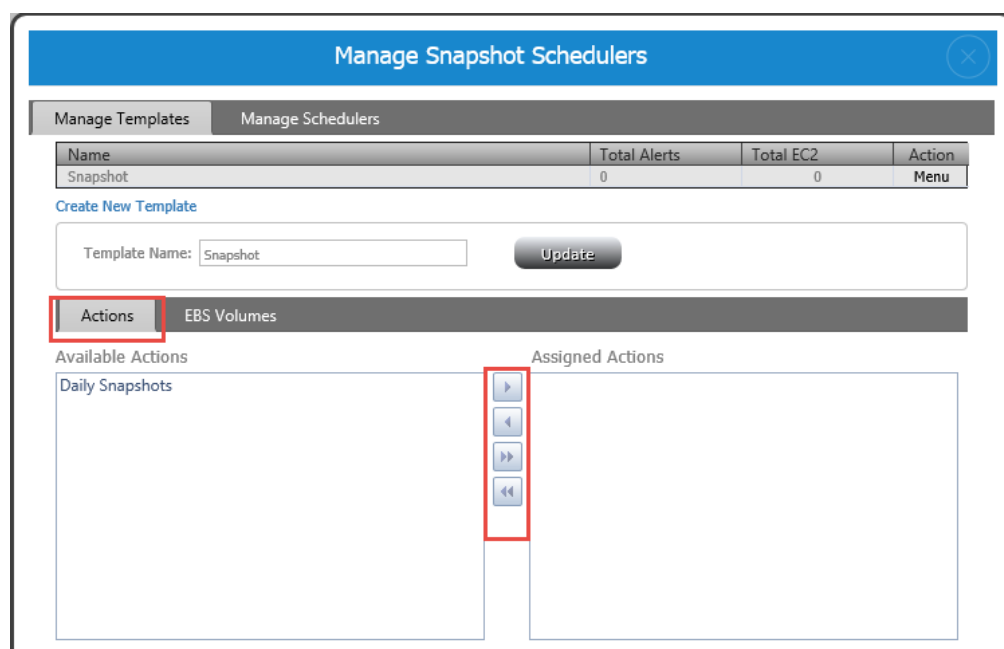 Manage Snapshot Schedulers
Manage Templates Manage Schedulers
Name Total Alerts Total EC2 Action
Snapshot 0 0 Menu
Create New Template
Template Name: Snapshot Update
Actions EBS Volumes
Available Actions Assigned Actions
Daily Snapshots